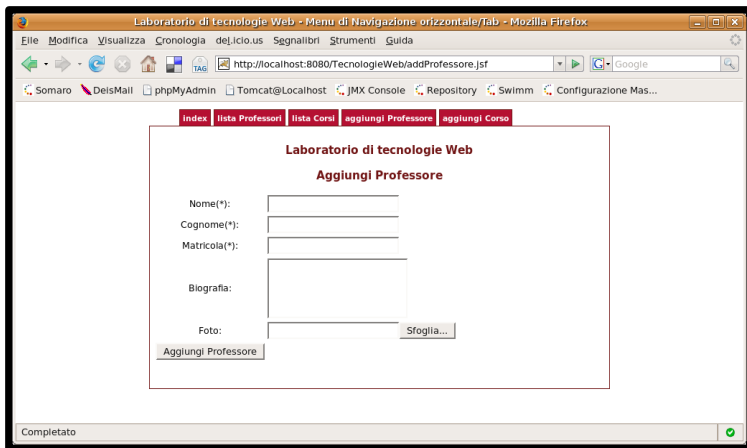 Laboratorio di tecnologie Web - Menu di Navigazione orizzontale/Tab - Mozilla Firefox
File Modifica Visualizza Cronologia del.icio.us Segnalibri Strumenti Guida
TAG http://localhost:8080/TecnologieWeb/addProfessore.jsf G Google
Somaro DeisMail phpMyAdmin Tomcat@Localhost JMX Console Repository Swimm Configurazione Mas...
index lista Professori lista Corsi aggiungi Professore aggiungi Corso
Laboratorio di tecnologie Web
Aggiungi Professore
Nome(*):
Cognome(*):
Matricola(*):
Biografia:
Foto: Sfoglia...
Aggiungi Professore
Completato